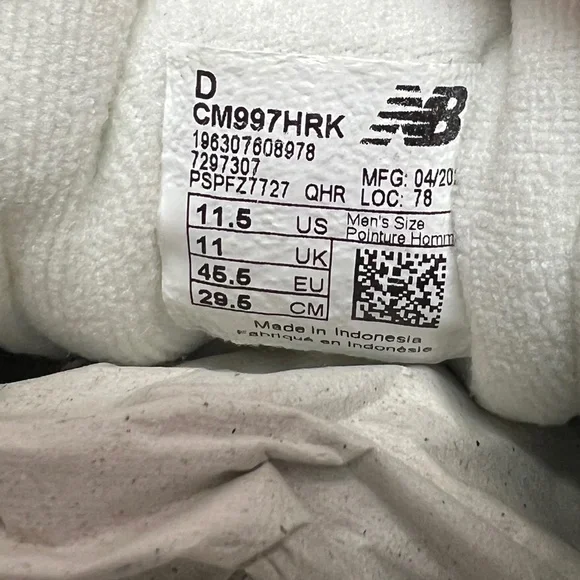 D
NB
CM997HRK
196307608978
7297307
PSPFZ7727 QHR
MFG: 04/202
LOC: 78
11.5 US
Men's Size
Pointure Homm
11 UK
45.5 EU
29.5 CM
Made in Indonesia
Fabriqué en Indonésie